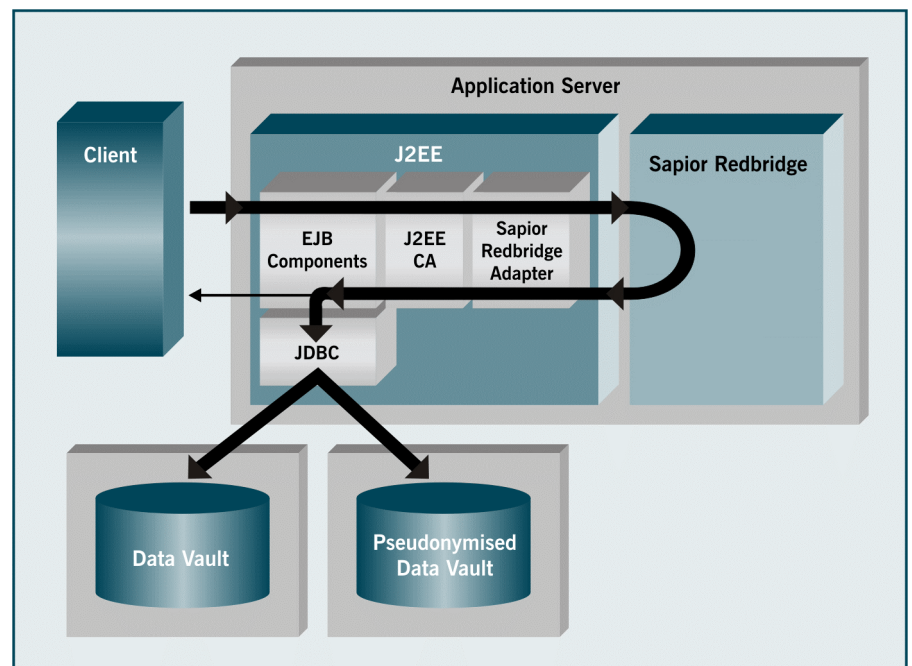 Application Server
Client
J2EE
Sapior Redbridge
EJB
Components
J2EE
CA
Sapior
Redbridge
Adapter
JDBC
Data Vault
Pseudonymised
Data Vault